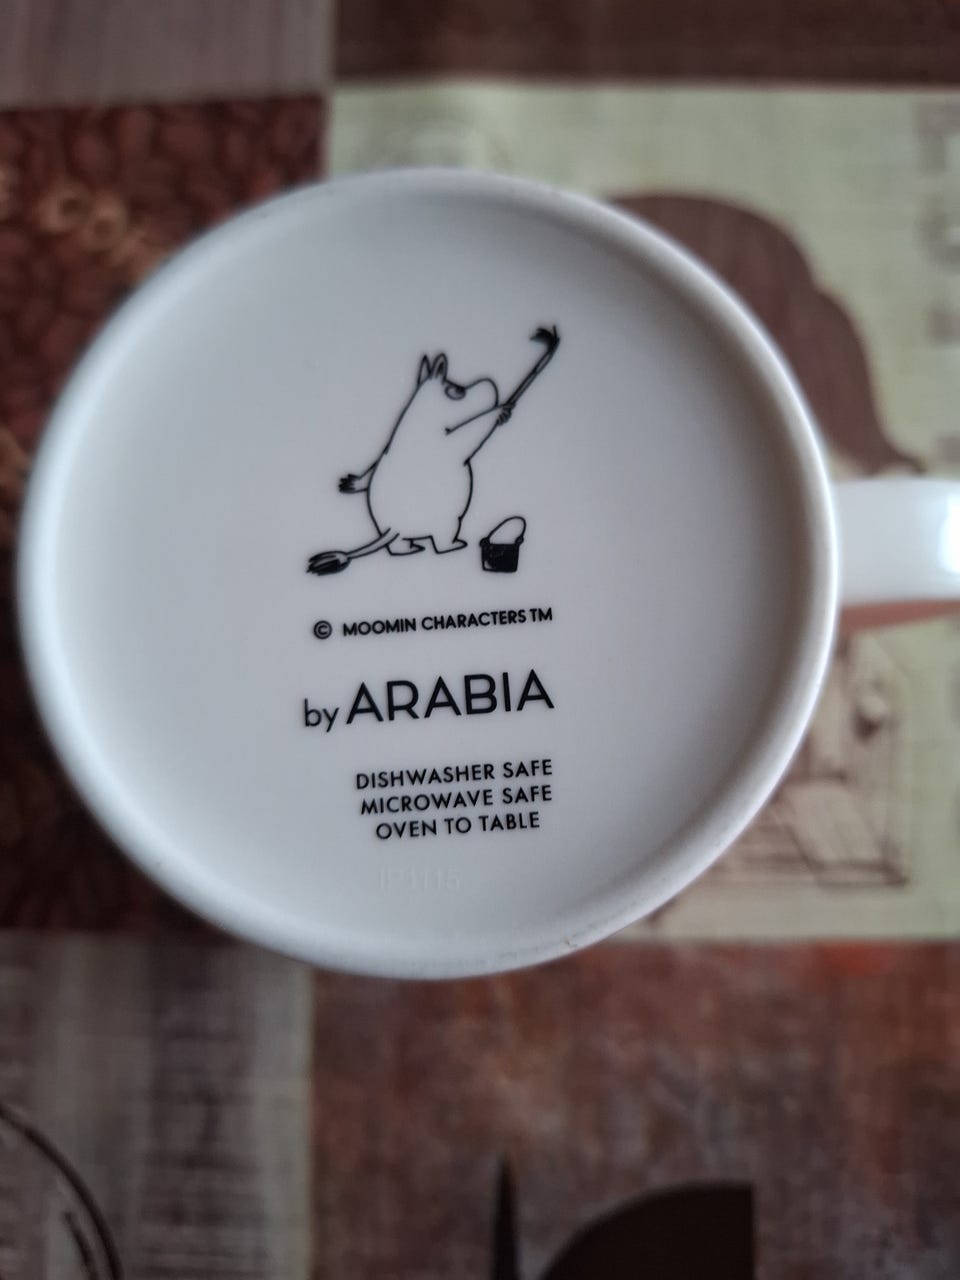 © MOOMIN CHARACTERS TM
by ARABIA
DISHWASHER SAFE
MICROWAVE SAFE
OVEN TO TABLE